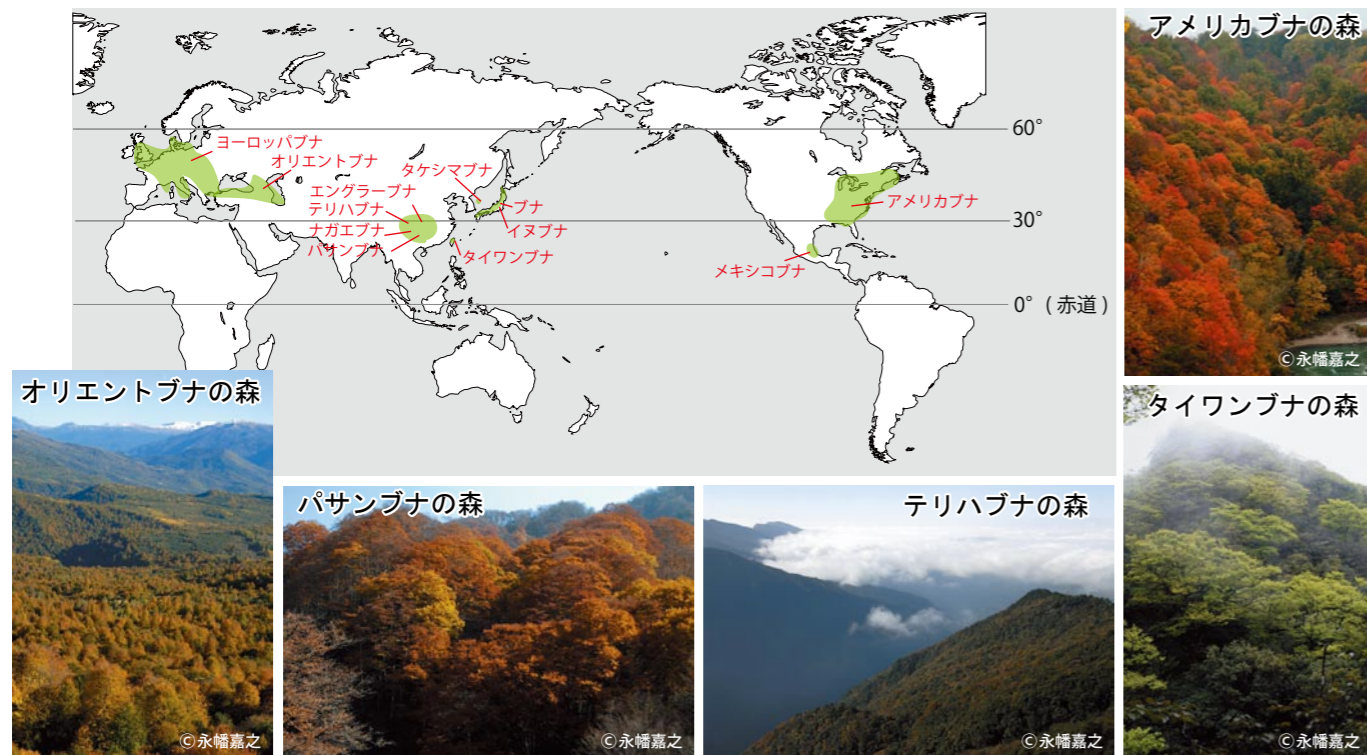 アメリカブナの森
60°
ヨーロッパブナ
オリエントブナ
タケシマブナ
エングラーブナ
テリハブナ
ブナ
アメリカブナ
30°
ナガエブナ
イヌブナ
パサンブナ
タイワンブナ
メキシコブナ
0° ( 赤道 )
©永幡嘉之
オリエントブナの森
©永幡嘉之
パサンブナの森
©永幡嘉之
テリハブナの森
©永幡嘉之
タイワンブナの森
©永幡嘉之